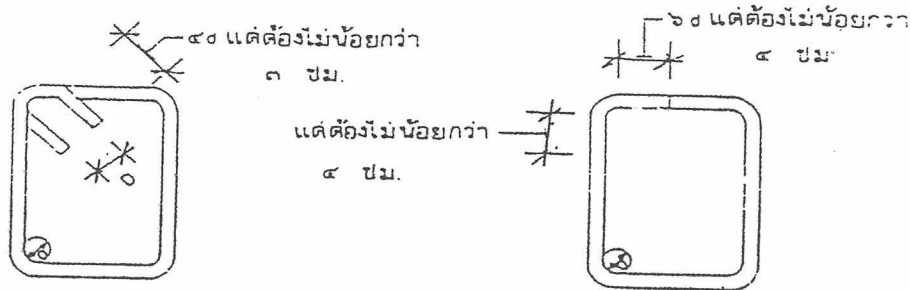 ๔d แต่ต้องไม่น้อยกว่า
๓ ซม.
๖d แต่ต้องไม่น้อยกว่า
๔ ซม
แต่ต้องไม่น้อยกว่า
๔ ซม.